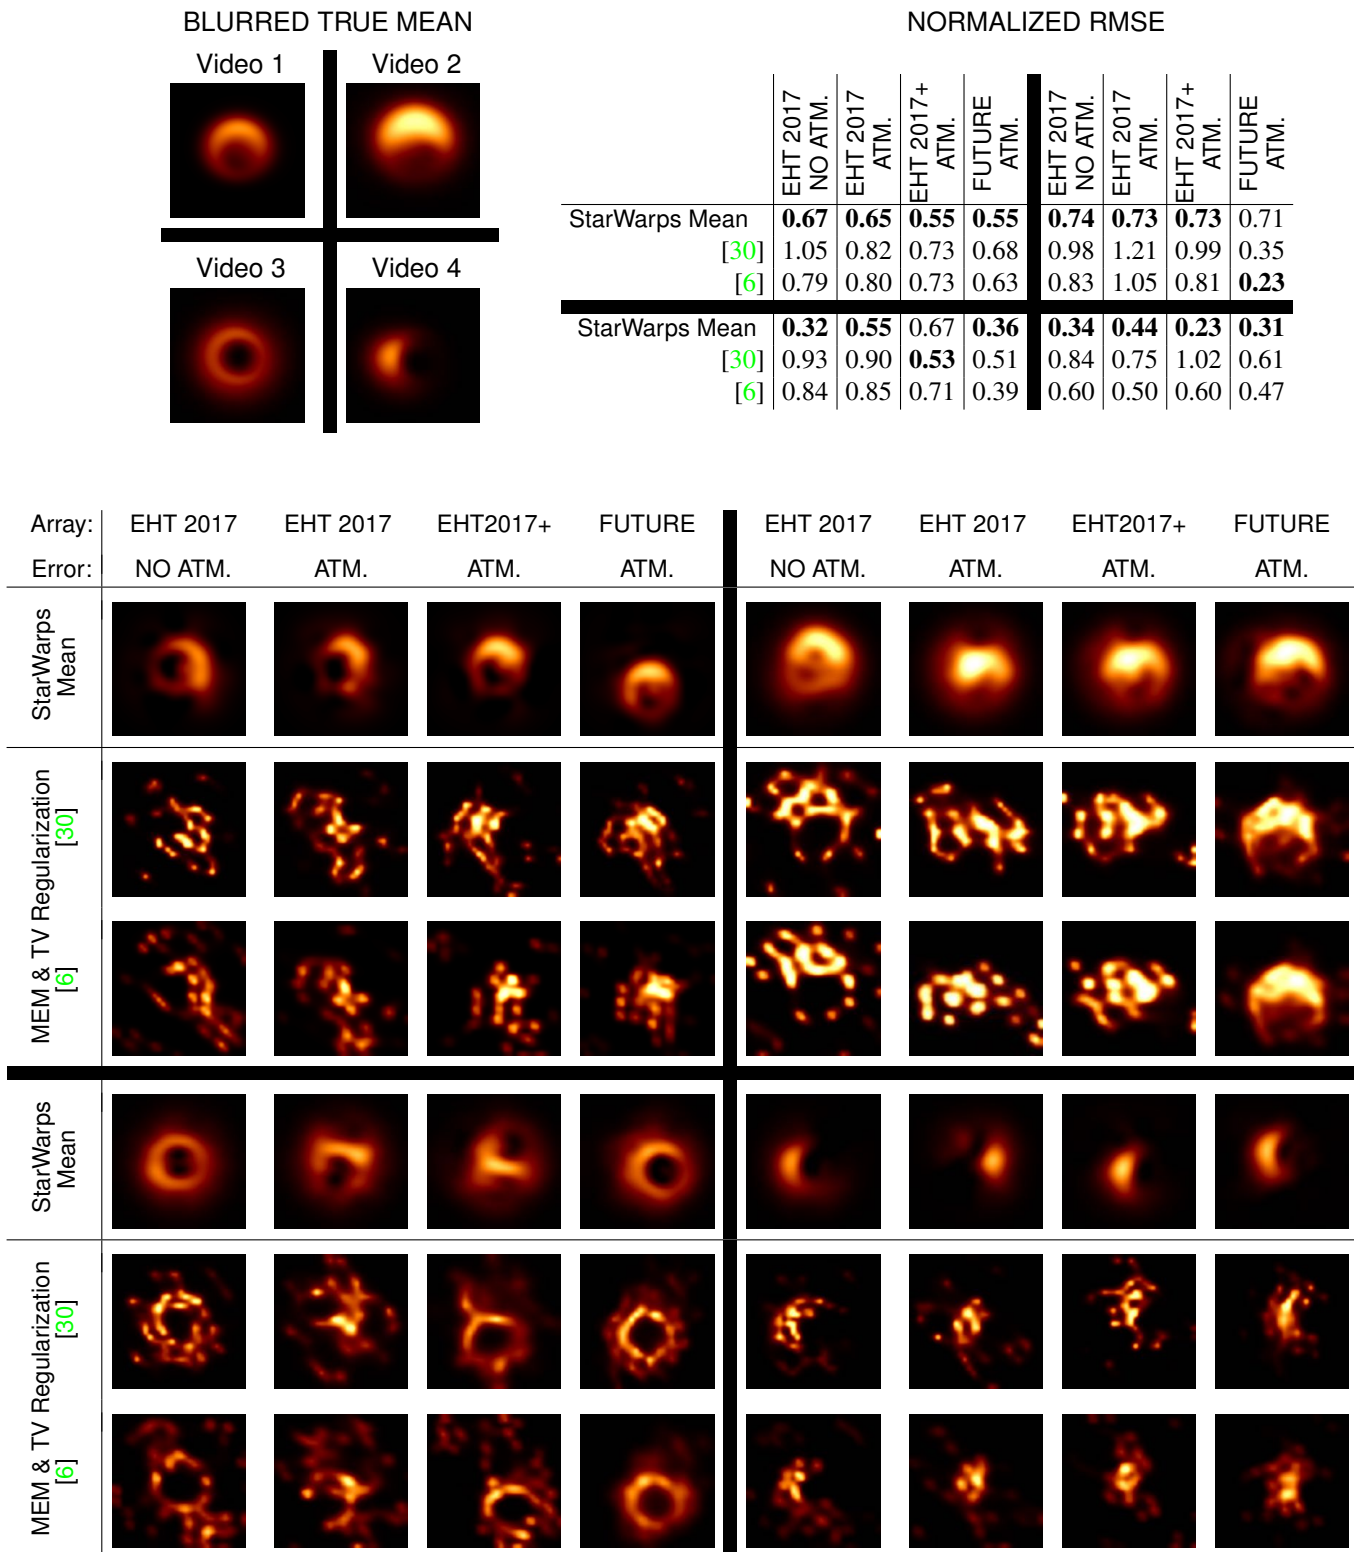 BLURRED TRUE MEAN
Video 1
Video 2
Video 3
Video 4
NORMALIZED RMSE
EHT 2017 NO ATM. EHT 2017 ATM. EHT 2017+ ATM. FUTURE ATM. EHT 2017 NO ATM. EHT 2017 ATM. EHT 2017+ ATM. FUTURE ATM.
StarWarps Mean 0.67 0.65 0.55 0.55 0.74 0.73 0.73 0.71
[30] 1.05 0.82 0.73 0.68 0.98 1.21 0.99 0.35
[6] 0.79 0.80 0.73 0.63 0.83 1.05 0.81 0.23
StarWarps Mean 0.32 0.55 0.67 0.36 0.34 0.44 0.23 0.31
[30] 0.93 0.90 0.53 0.51 0.84 0.75 1.02 0.61
[6] 0.84 0.85 0.71 0.39 0.60 0.50 0.60 0.47
Array: EHT 2017 EHT 2017 EHT2017+ FUTURE EHT 2017 EHT 2017 EHT2017+ FUTURE
Error: NO ATM. ATM. ATM. ATM. NO ATM. ATM. ATM. ATM.
StarWarps
Mean
MEM & TV Regularization
[6] [30]
StarWarps
Mean
MEM & TV Regularization
[6] [30]